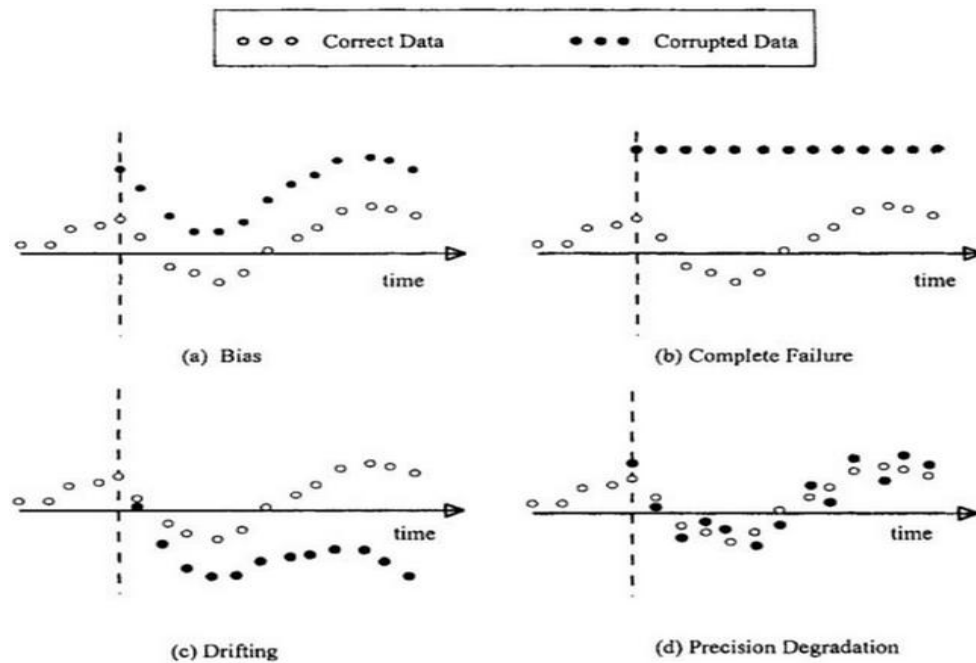 Correct Data
Corrupted Data
time
time
(a) Bias
(b) Complete Failure
time
time
(c) Drifting
(d) Precision Degradation